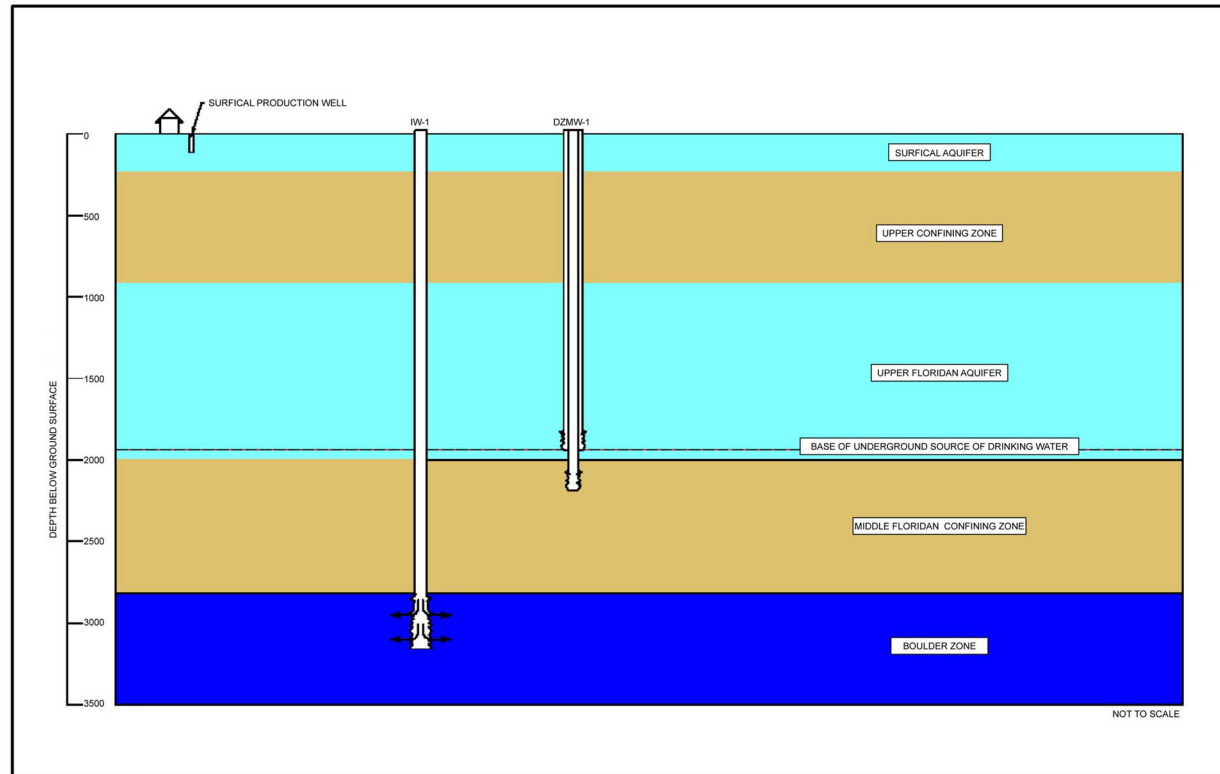 SURFICAL PRODUCTION WELL
IW-1
DZMW-1
0
SURFICAL AQUIFER
500
UPPER CONFINING ZONE
1000
UPPER FLORIDAN AQUIFER
1500
BASE OF UNDERGROUND SOURCE OF DRINKING WATER
2000
DEPTH BELOW GROUND SURFACE
MIDDLE FLORIDAN CONFINING ZONE
2500
3000
BOULDER ZONE
3500
NOT TO SCALE